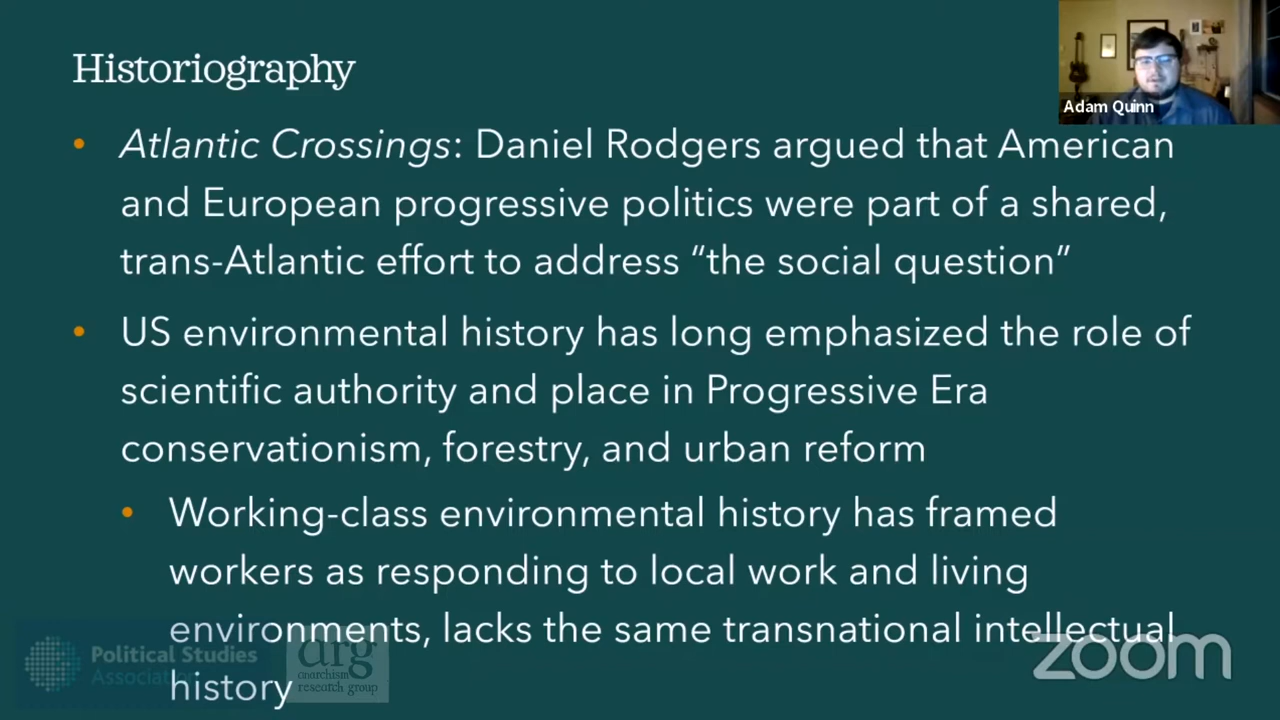 Historiography
Adam Quinn
• Atlantic Crossings: Daniel Rodgers argued that American
and European progressive politics were part of a shared,
trans-Atlantic effort to address “the social question”
• US environmental history has long emphasized the role of
scientific authority and place in Progressive Era
conservationism, forestry, and urban reform
• Working-class environmental history has framed
workers as responding to local work and living
environments, lacks the same transnational intellectual
history
Political Studies
Association
arg
anarchism
research group
zoom